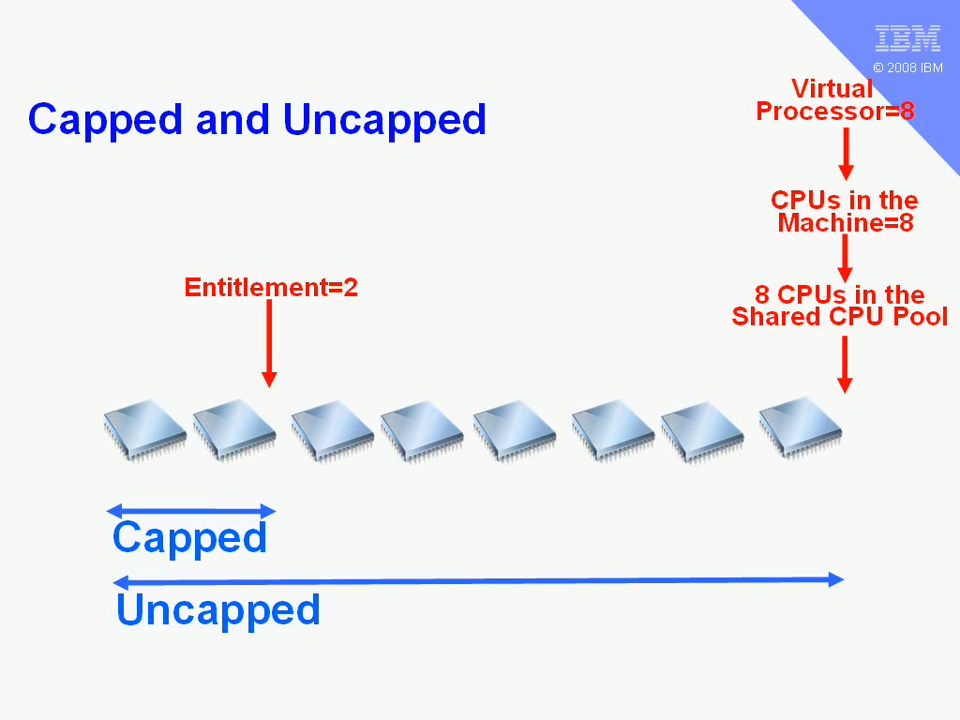 IBM
© 2008 IBM
Capped and Uncapped
Virtual
Processor=8
CPUs in the
Machine=8
Entitlement=2
8 CPUs in the
Shared CPU Pool
Capped
Uncapped